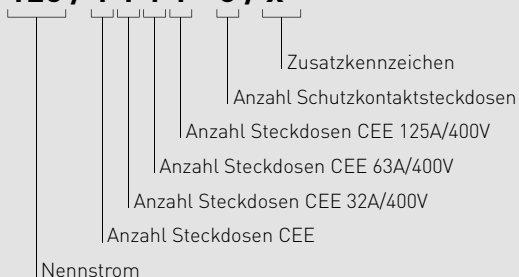 Zusatzkennzeichen
Anzahl Schutzkontaktsteckdosen
Anzahl Steckdosen CEE 125A/400V
Anzahl Steckdosen CEE 63A/400V
Anzahl Steckdosen CEE 32A/400V
Anzahl Steckdosen CEE
Nennstrom